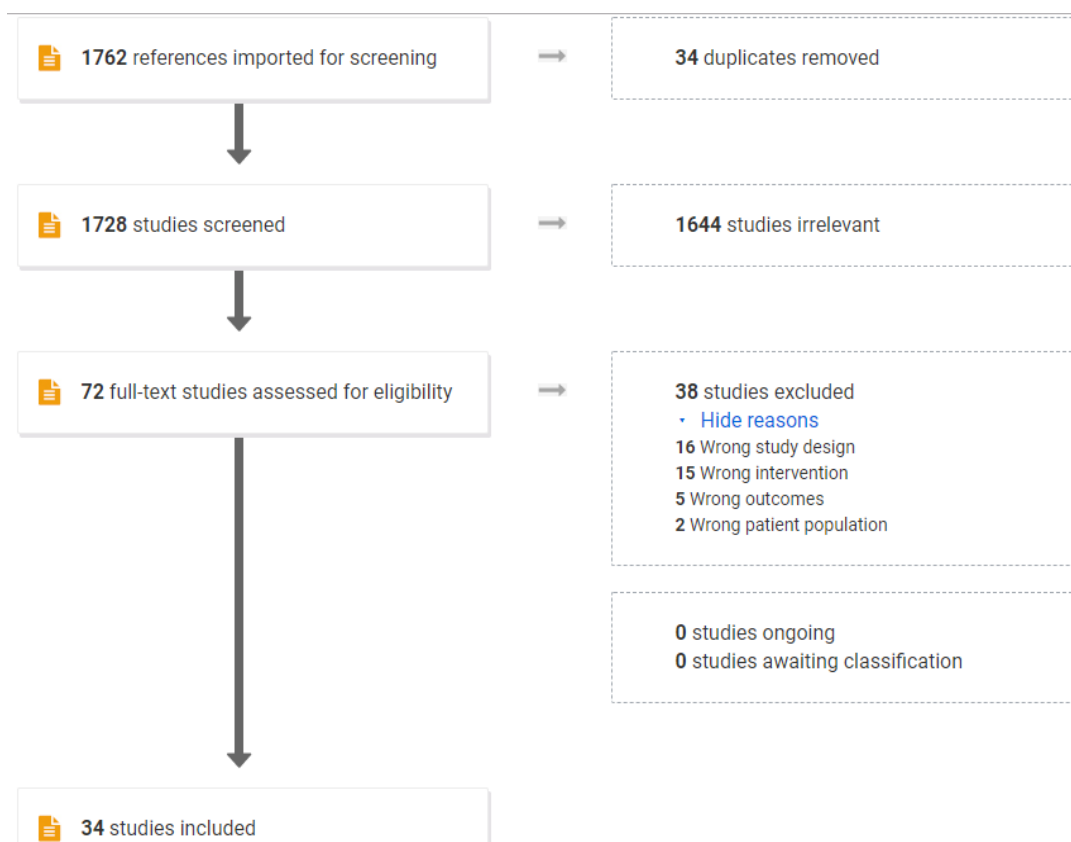 1762 references imported for screening
34 duplicates removed
1728 studies screened
1644 studies irrelevant
72 full-text studies assessed for eligibility
38 studies excluded
Hide reasons
16 Wrong study design
15 Wrong intervention
5 Wrong outcomes
2 Wrong patient population
0 studies ongoing
0 studies awaiting classification
34 studies included